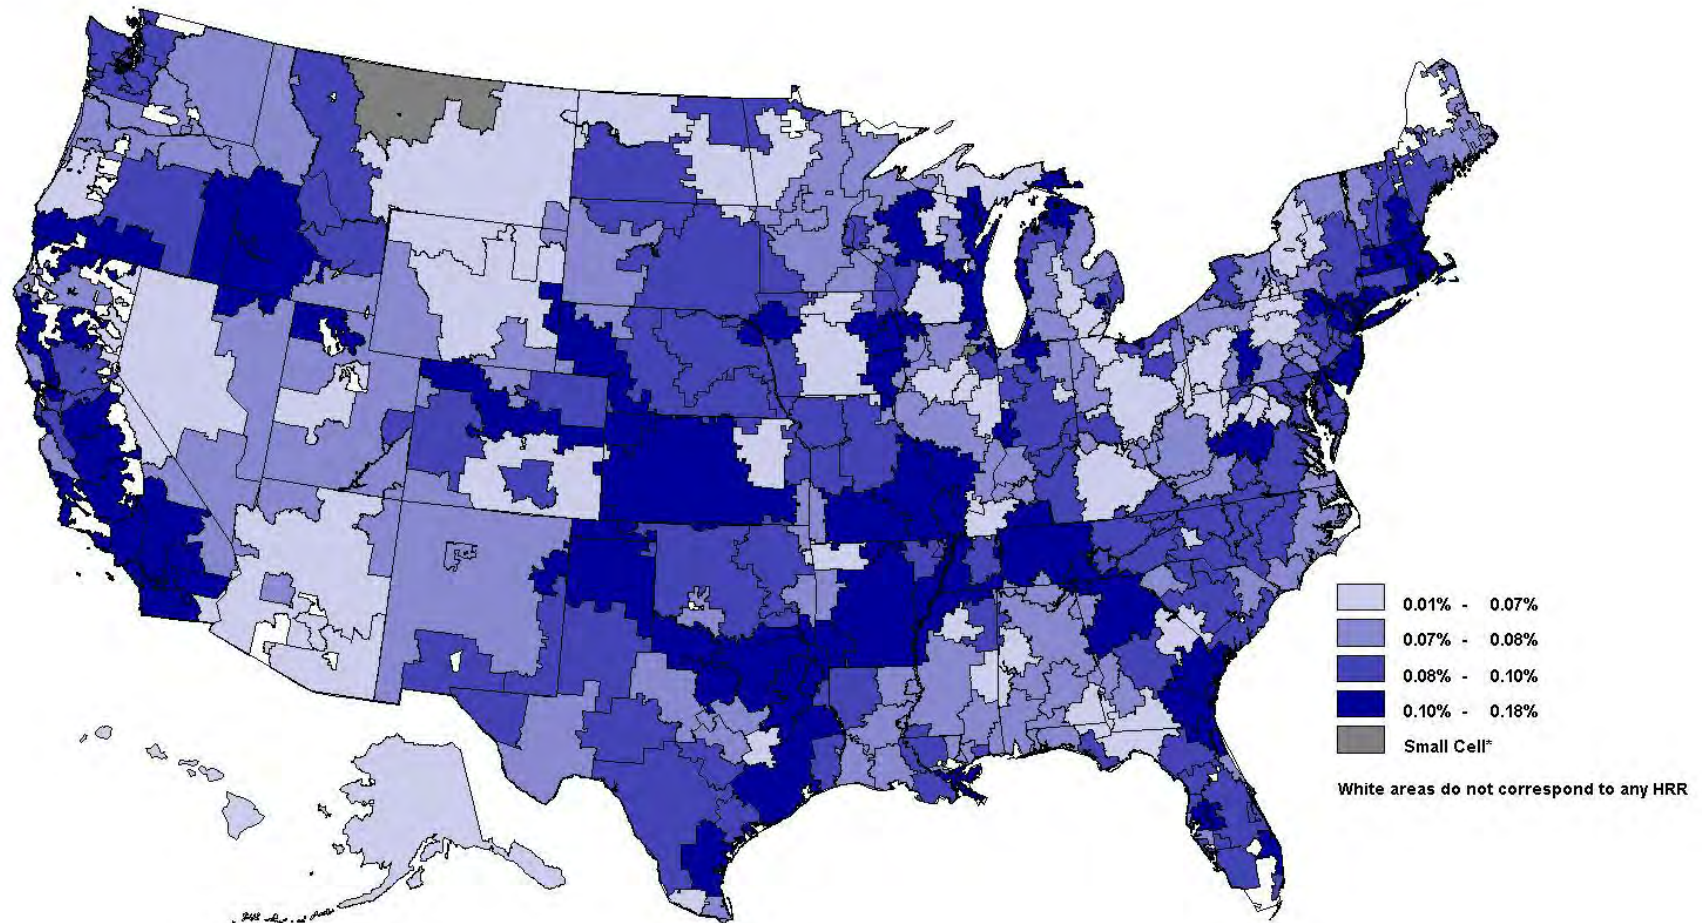 0.01% - 0.07%
0.07% - 0.08%
0.08% - 0.10%
0.10% - 0.18%
Small Cell*
White areas do not correspond to any HRR